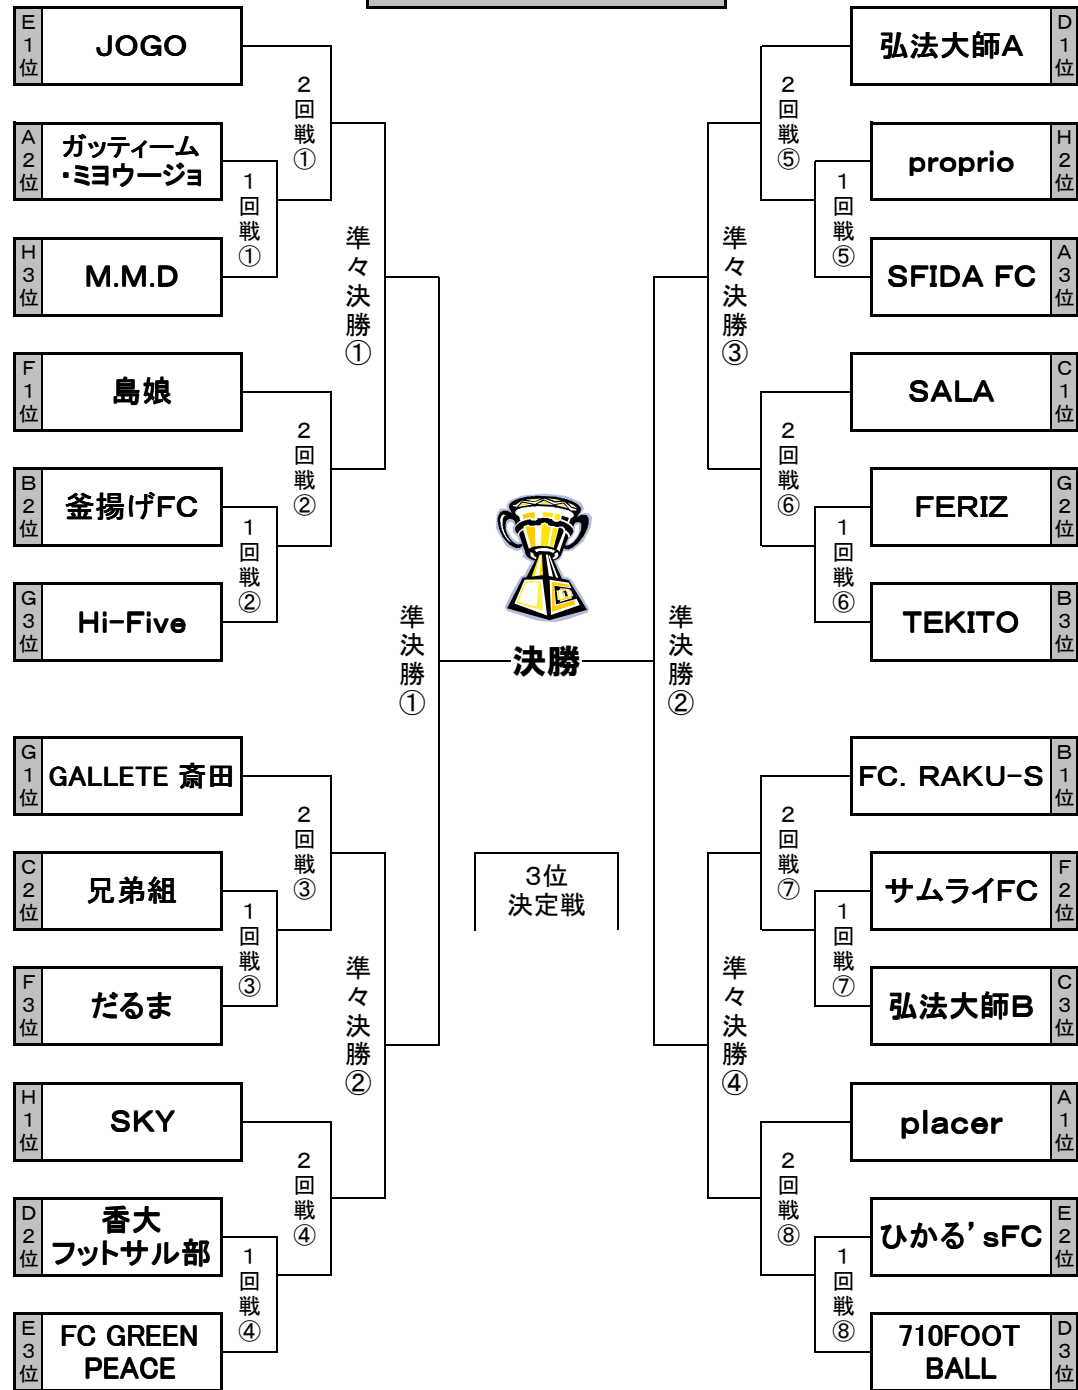 E1位
JOGO
2回戦①
A2位
ガッティーム
・ミヨウージョ
1回戦①
H3位
M.M.D
準々決勝①
F1位
島娘
2回戦②
B2位
釜揚げFC
1回戦②
G3位
Hi-Five
準決勝①
G1位
GALLETE 斎田
2回戦③
C2位
兄弟組
1回戦③
F3位
だるま
準々決勝②
H1位
SKY
2回戦④
D2位
香大
フットサル部
1回戦④
E3位
FC GREEN
PEACE
1
決勝
3位
決定戦
弘法大師A
D1位
2回戦⑤
proprio
H2位
1回戦⑤
SFIDA FC
A3位
準々決勝③
SALA
C1位
2回戦⑥
FERIZ
G2位
1回戦⑥
TEKITO
B3位
準決勝②
FC. RAKU-S
B1位
2回戦⑦
サムライFC
F2位
1回戦⑦
弘法大師B
C3位
準々決勝④
placer
A1位
2回戦⑧
ひかる'sFC
E2位
1回戦⑧
710FOOT
BALL
D3位